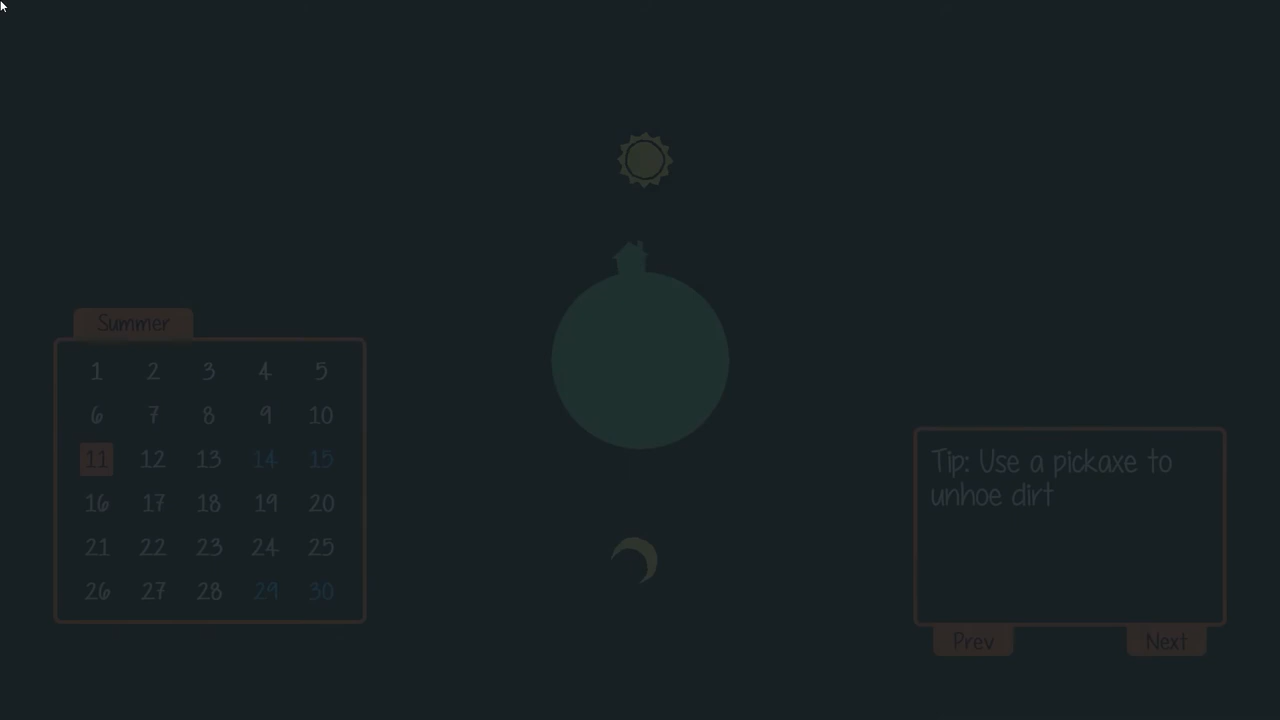 Summer
1 2 3 4 5
6 7 8 9 10
11 12 13 14 15
16 17 18 19 20
21 22 23 24 25
26 27 28 29 30
Tip: Use a pickaxe to
unhoe dirt
Prev Next